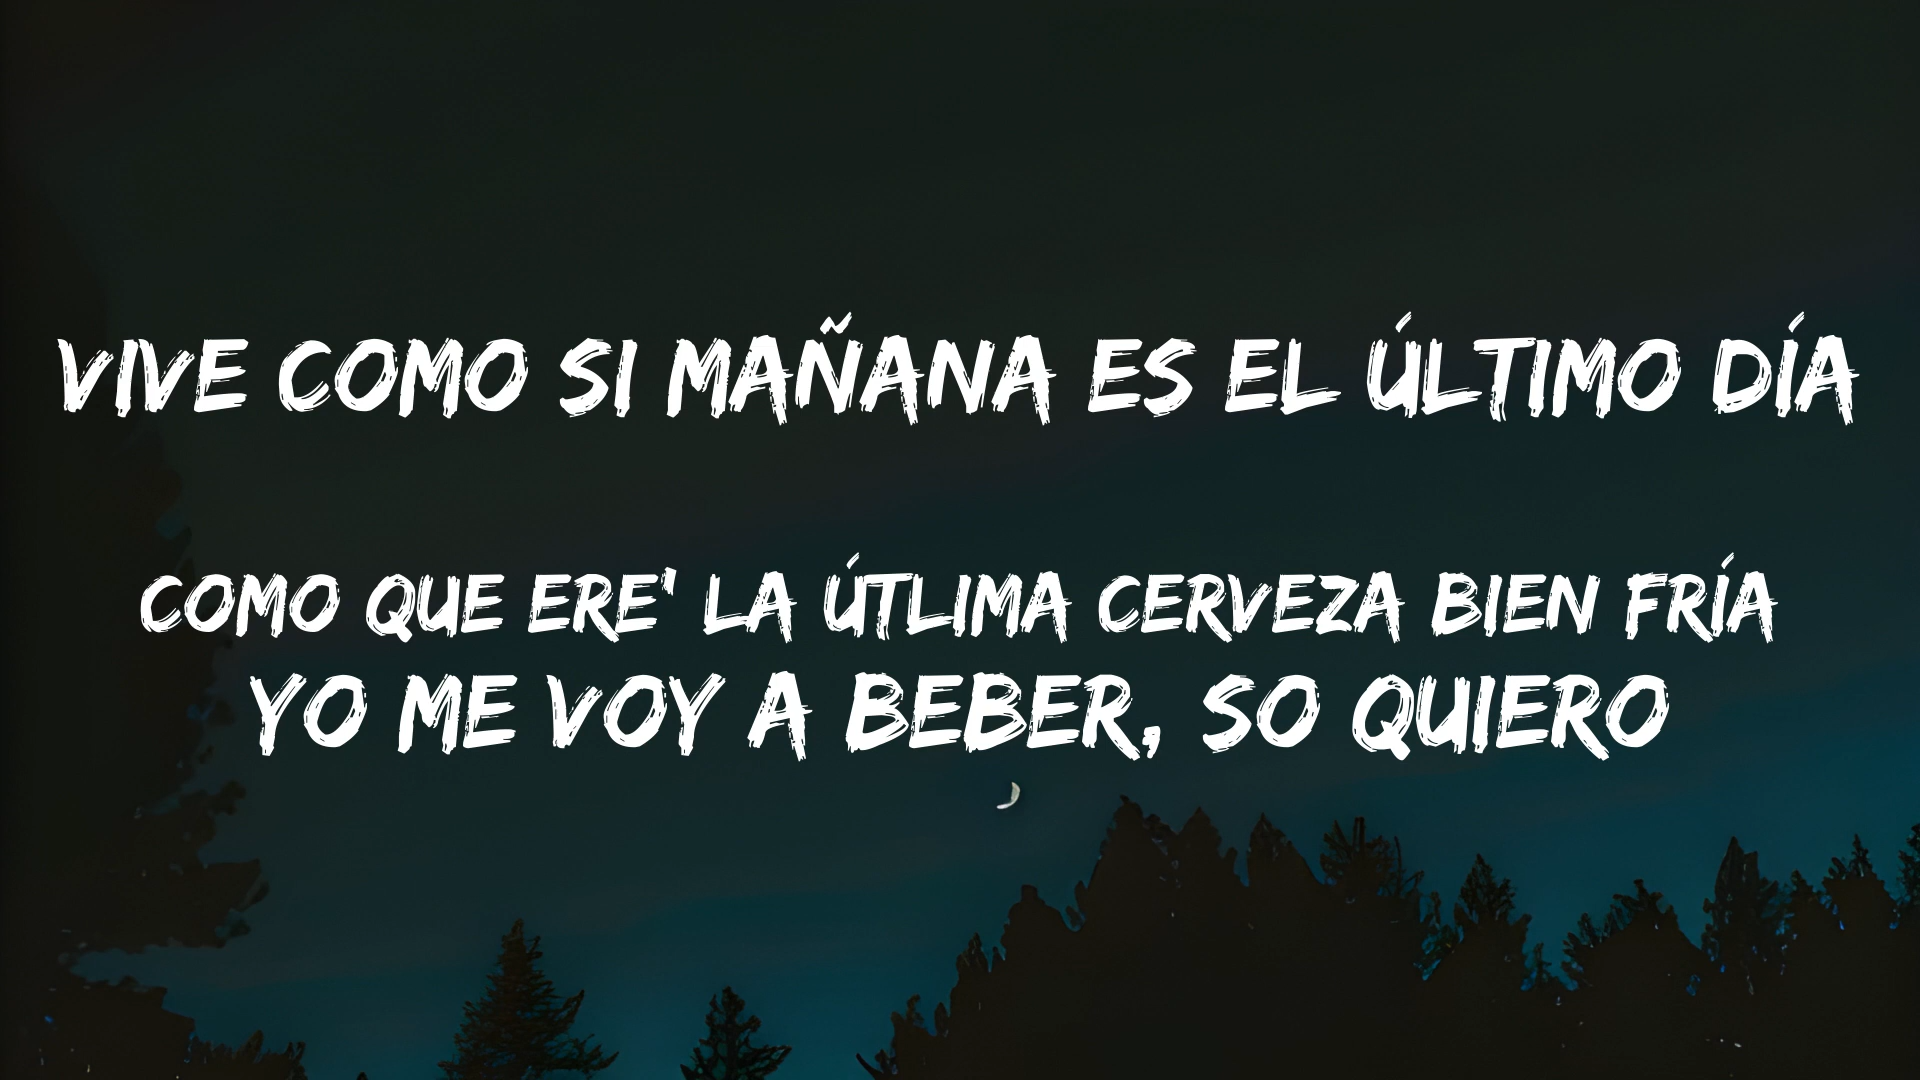 VIVE COMO SI MAÑANA ES EL ÚLTIMO DÍA
COMO QUE ERE' LA ÚTLIMA CERVEZA BIEN FRÍA
YO ME VOY A BEBER, SO QUIERO